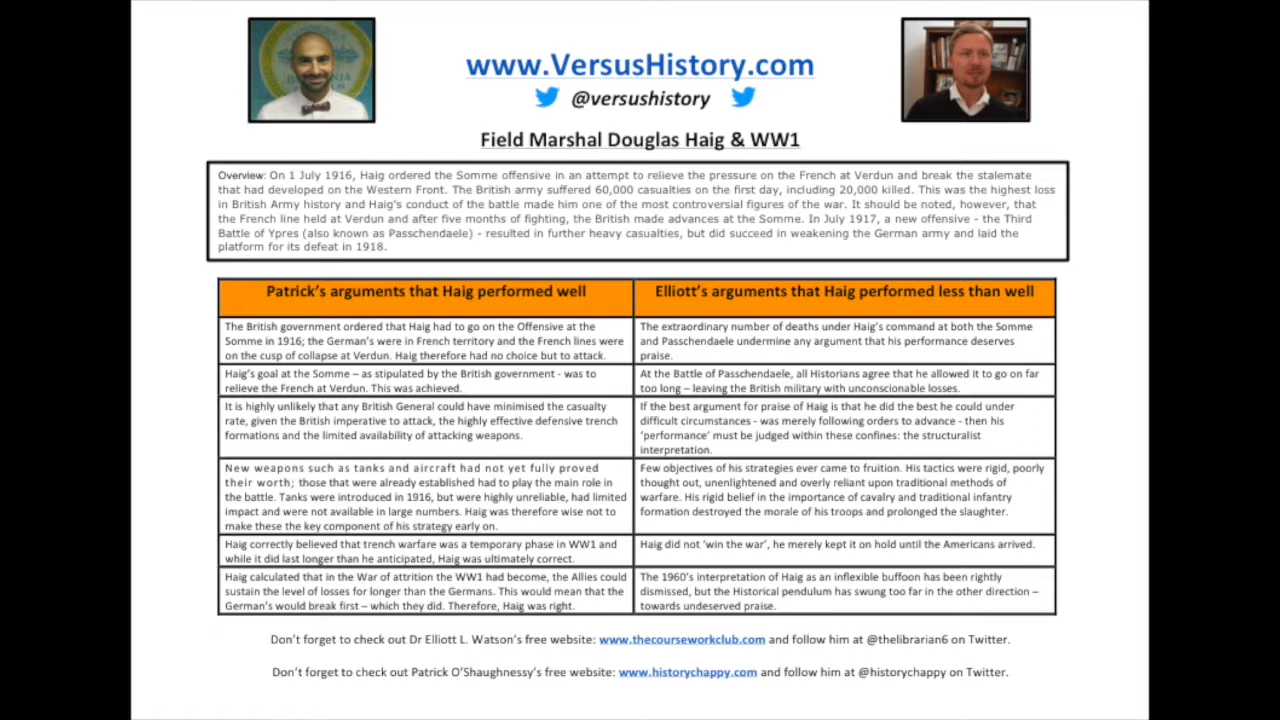 www.VersusHistory.com
@versushistory
Field Marshal Douglas Haig & WW1
Overview: On 1 July 1916, Haig ordered the Somme offensive in an attempt to relieve the pressure on the French at Verdun and break the stalemate
that had developed on the Western Front. The British army suffered 60,000 casualties on the first day, including 20,000 killed. This was the highest loss
in British Army history and Haig's conduct of the battle made him one of the most controversial figures of the war. It should be noted, however, that
the French line held at Verdun and after five months of fighting, the British made advances at the Somme. In July 1917, a new offensive - the Third
Battle of Ypres (also known as Passchendaele) - resulted in further heavy casualties, but did succeed in weakening the German army and laid the
platform for its defeat in 1918.
Patrick's arguments that Haig performed well
Elliott's arguments that Haig performed less than well
The British government ordered that Haig had to go on the Offensive at the
Somme in 1916; the German's were in French territory and the French lines were
on the cusp of collapse at Verdun. Haig therefore had no choice but to attack.
The extraordinary number of deaths under Haig's command at both the Somme
and Passchendaele undermine any argument that his performance deserves
praise.
Haig's goal at the Somme – as stipulated by the British government - was to
relieve the French at Verdun. This was achieved.
At the Battle of Passchendaele, all Historians agree that he allowed it to go on far
too long – leaving the British military with unconscionable losses.
It is highly unlikely that any British General could have minimised the casualty
rate, given the British imperative to attack, the highly effective defensive trench
formations and the limited availability of attacking weapons.
If the best argument for praise of Haig is that he did the best he could under
difficult circumstances - was merely following orders to advance - then his
'performance' must be judged within these confines: the structuralist
interpretation.
New weapons such as tanks and aircraft had not yet fully proved
their worth; those that were already established had to play the main role in
the battle. Tanks were introduced in 1916, but were highly unreliable, had limited
impact and were not available in large numbers. Haig was therefore wise not to
make these the key component of his strategy early on.
Few objectives of his strategies ever came to fruition. His tactics were rigid, poorly
thought out, unenlightened and overly reliant upon traditional methods of
warfare. His rigid belief in the importance of cavalry and traditional infantry
formation destroyed the morale of his troops and prolonged the slaughter.
Haig correctly believed that trench warfare was a temporary phase in WW1 and
while it did last longer than he anticipated, Haig was ultimately correct.
Haig did not 'win the war', he merely kept it on hold until the Americans arrived.
Haig calculated that in the War of attrition the WW1 had become, the Allies could
sustain the level of losses for longer than the Germans. This would mean that the
German's would break first – which they did. Therefore, Haig was right.
The 1960's interpretation of Haig as an inflexible buffoon has been rightly
dismissed, but the Historical pendulum has swung too far in the other direction –
towards undeserved praise.
Don't forget to check out Dr Elliott L. Watson's free website: www.thecourseworkclub.com and follow him at @thelibrarian6 on Twitter.
Don't forget to check out Patrick O'Shaughnessy's free website: www.historychappy.com and follow him at @historychappy on Twitter.